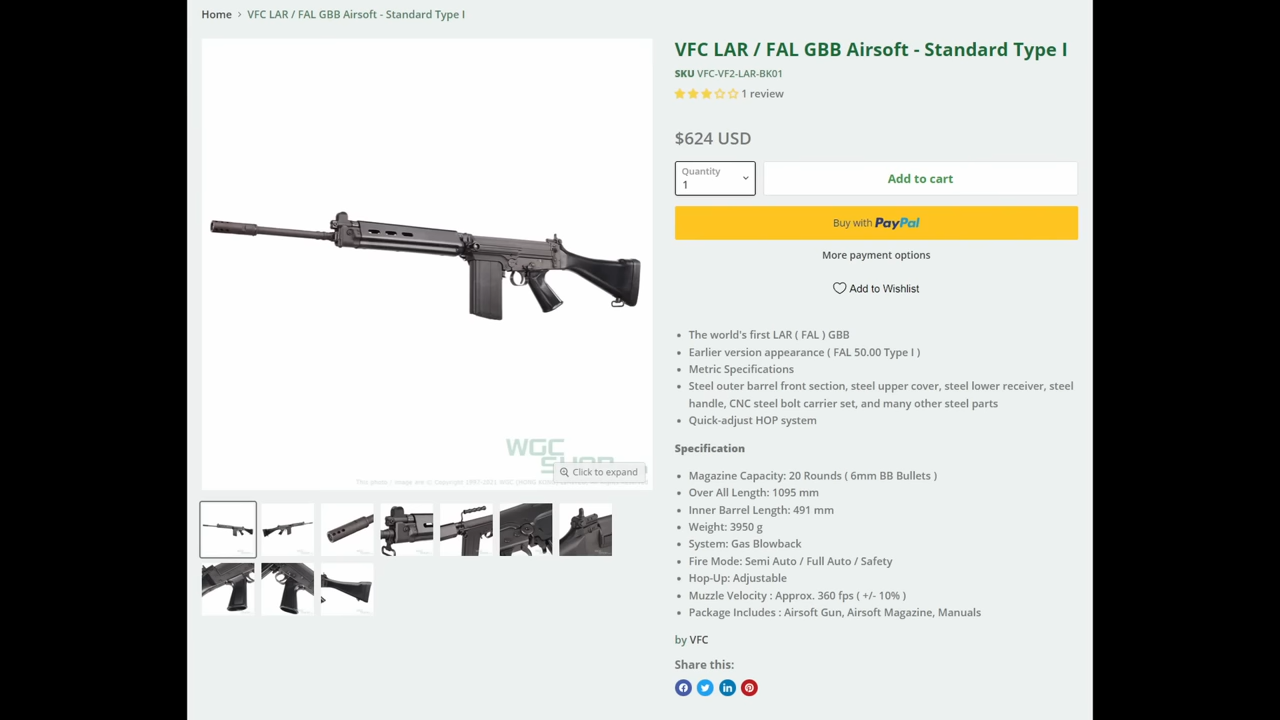 Home > VFC LAR / FAL GBB Airsoft - Standard Type I
VFC LAR / FAL GBB Airsoft - Standard Type I
SKU VFC-VF2-LAR-BK01
1 review
$624 USD
Quantity
1
Add to cart
Buy with PayPal
More payment options
Add to Wishlist
• The world's first LAR ( FAL ) GBB
• Earlier version appearance ( FAL 50.00 Type I )
• Metric Specifications
• Steel outer barrel front section, steel upper cover, steel lower receiver, steel
handle, CNC steel bolt carrier set, and many other steel parts
• Quick-adjust HOP system
Specification
• Magazine Capacity: 20 Rounds ( 6mm BB Bullets )
• Over All Length: 1095 mm
• Inner Barrel Length: 491 mm
• Weight: 3950 g
• System: Gas Blowback
• Fire Mode: Semi Auto / Full Auto / Safety
• Hop-Up: Adjustable
• Muzzle Velocity : Approx. 360 fps ( +/- 10% )
• Package Includes : Airsoft Gun, Airsoft Magazine, Manuals
by VFC
Share this:
WGC
SHOP
Click to expand